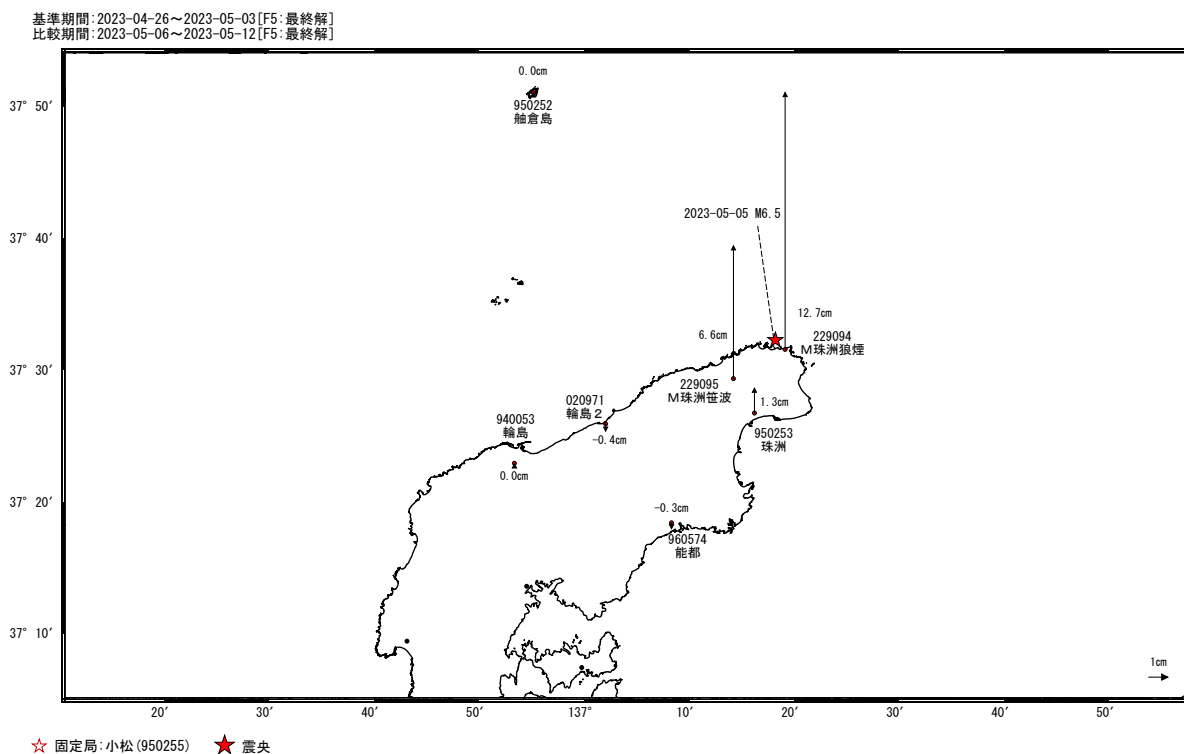 基準期間:2023-04-26～2023-05-03[F5:最終解]
比較期間:2023-05-06～2023-05-12[F5:最終解]
0.0cm
37° 50′
950252
舳倉島
2023-05-05 M6.5
37° 40′
12.7cm
6.6cm
229094
M珠洲狼煙
37° 30′
229095
M珠洲笹波
020971
輪島２
1.3cm
940053
輪島
-0.4cm
950253
珠洲
0.0cm
37° 20′
-0.3cm
960574
能都
37° 10′
1cm
20′ 30′ 40′ 50′ 137° 10′ 20′ 30′ 40′ 50′
☆ 固定局:小松(950255) ★ 震央